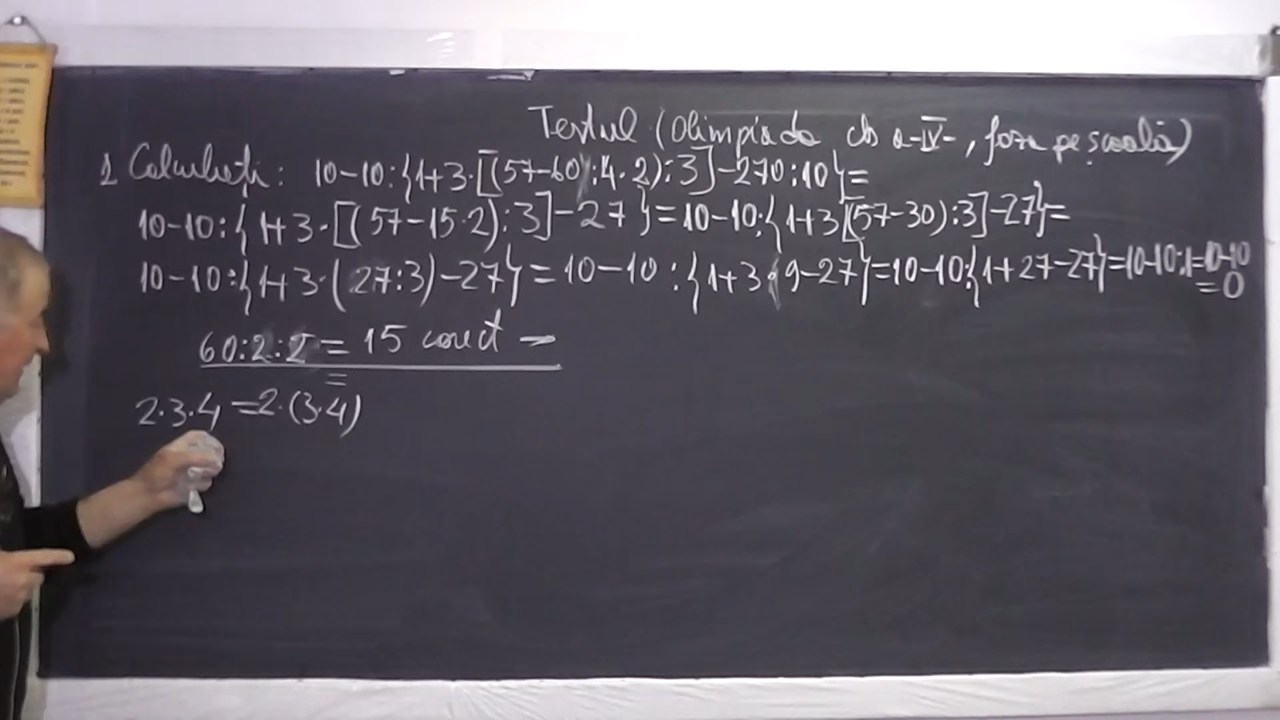 Testul (Olimpiada cls a-IV-, faza pe școală)
1 Calculați: 10-10:{1+3·[(57-60:4·2):3]-270:10}=
10-10:{1+3·[(57-15·2):3]-27}=10-10:{1+3[(57-30):3]-27}=
10-10:{1+3·(27:3)-27}=10-10:{1+3·9-27}=10-10:{1+27-27}=10-10:1=10-10
=0
60:2:2=15 corect -
=
2·3·4=2·(3·4)